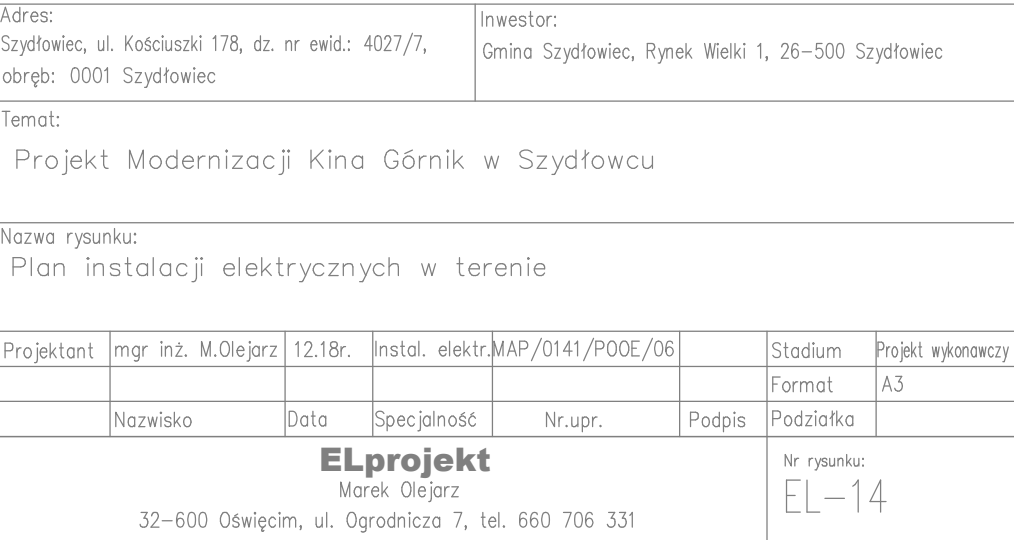 Adres:
Szydłowiec, ul. Kościuszki 178, dz. nr ewid.: 4027/7,
obręb: 0001 Szydłowiec
Inwestor:
Gmina Szydłowiec, Rynek Wielki 1, 26-500 Szydłowiec
Temat:
Projekt Modernizacji Kina Górnik w Szydłowcu
Nazwa rysunku:
Plan instalacji elektrycznych w terenie
Projektant mgr inż. M.Olejarz 12.18r. Instal. elektr. MAP/0141/POOE/06 Stadium Projekt wykonawczy
Format A3
Nazwisko Data Specjalność Nr.upr. Podpis Podziałka
ELprojekt
Marek Olejarz
32-600 Oświęcim, ul. Ogrodnicza 7, tel. 660 706 331
Nr rysunku:
EL-14